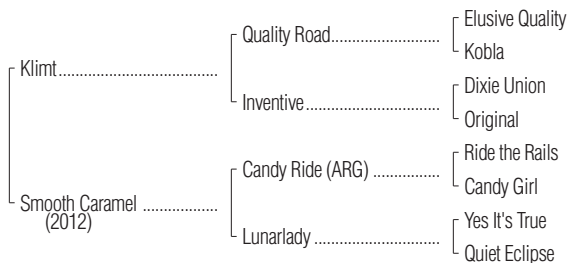 Elusive Quality
Quality Road..............................
Kobla
Klimt..........................................
Dixie Union
Inventive.....................................
Original
Ride the Rails
Candy Ride (ARG) ..................
Candy Girl
Smooth Caramel ....................
(2012)
Yes It's True
Lunarlady ..................................
Quiet Eclipse